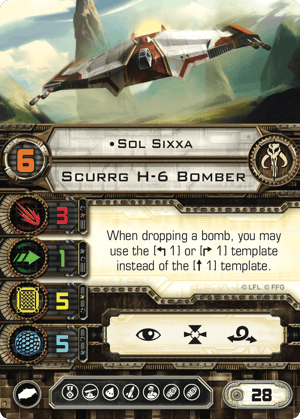 •Sol Sixxa
6
Scurrg H-6 Bomber
3
When dropping a bomb, you may
use the [↰ 1] or [↱ 1] template
instead of the [⬆ 1] template.
1
© LFL © FFG
5
5
28